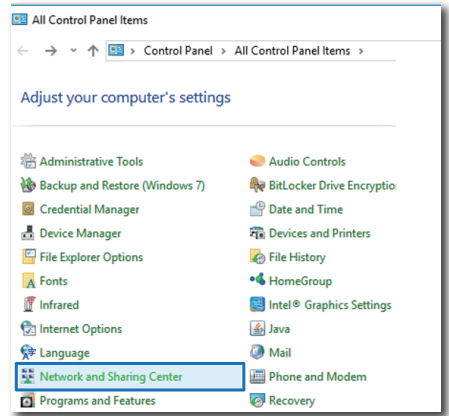 All Control Panel Items
Control Panel > All Control Panel Items >
Adjust your computer's settings
Administrative Tools
Audio Controls
Backup and Restore (Windows 7)
BitLocker Drive Encryptio
Credential Manager
Date and Time
Device Manager
Devices and Printers
File Explorer Options
File History
Fonts
HomeGroup
Infrared
Intel® Graphics Settings
Internet Options
Java
Language
Mail
Network and Sharing Center
Phone and Modem
Programs and Features
Recovery